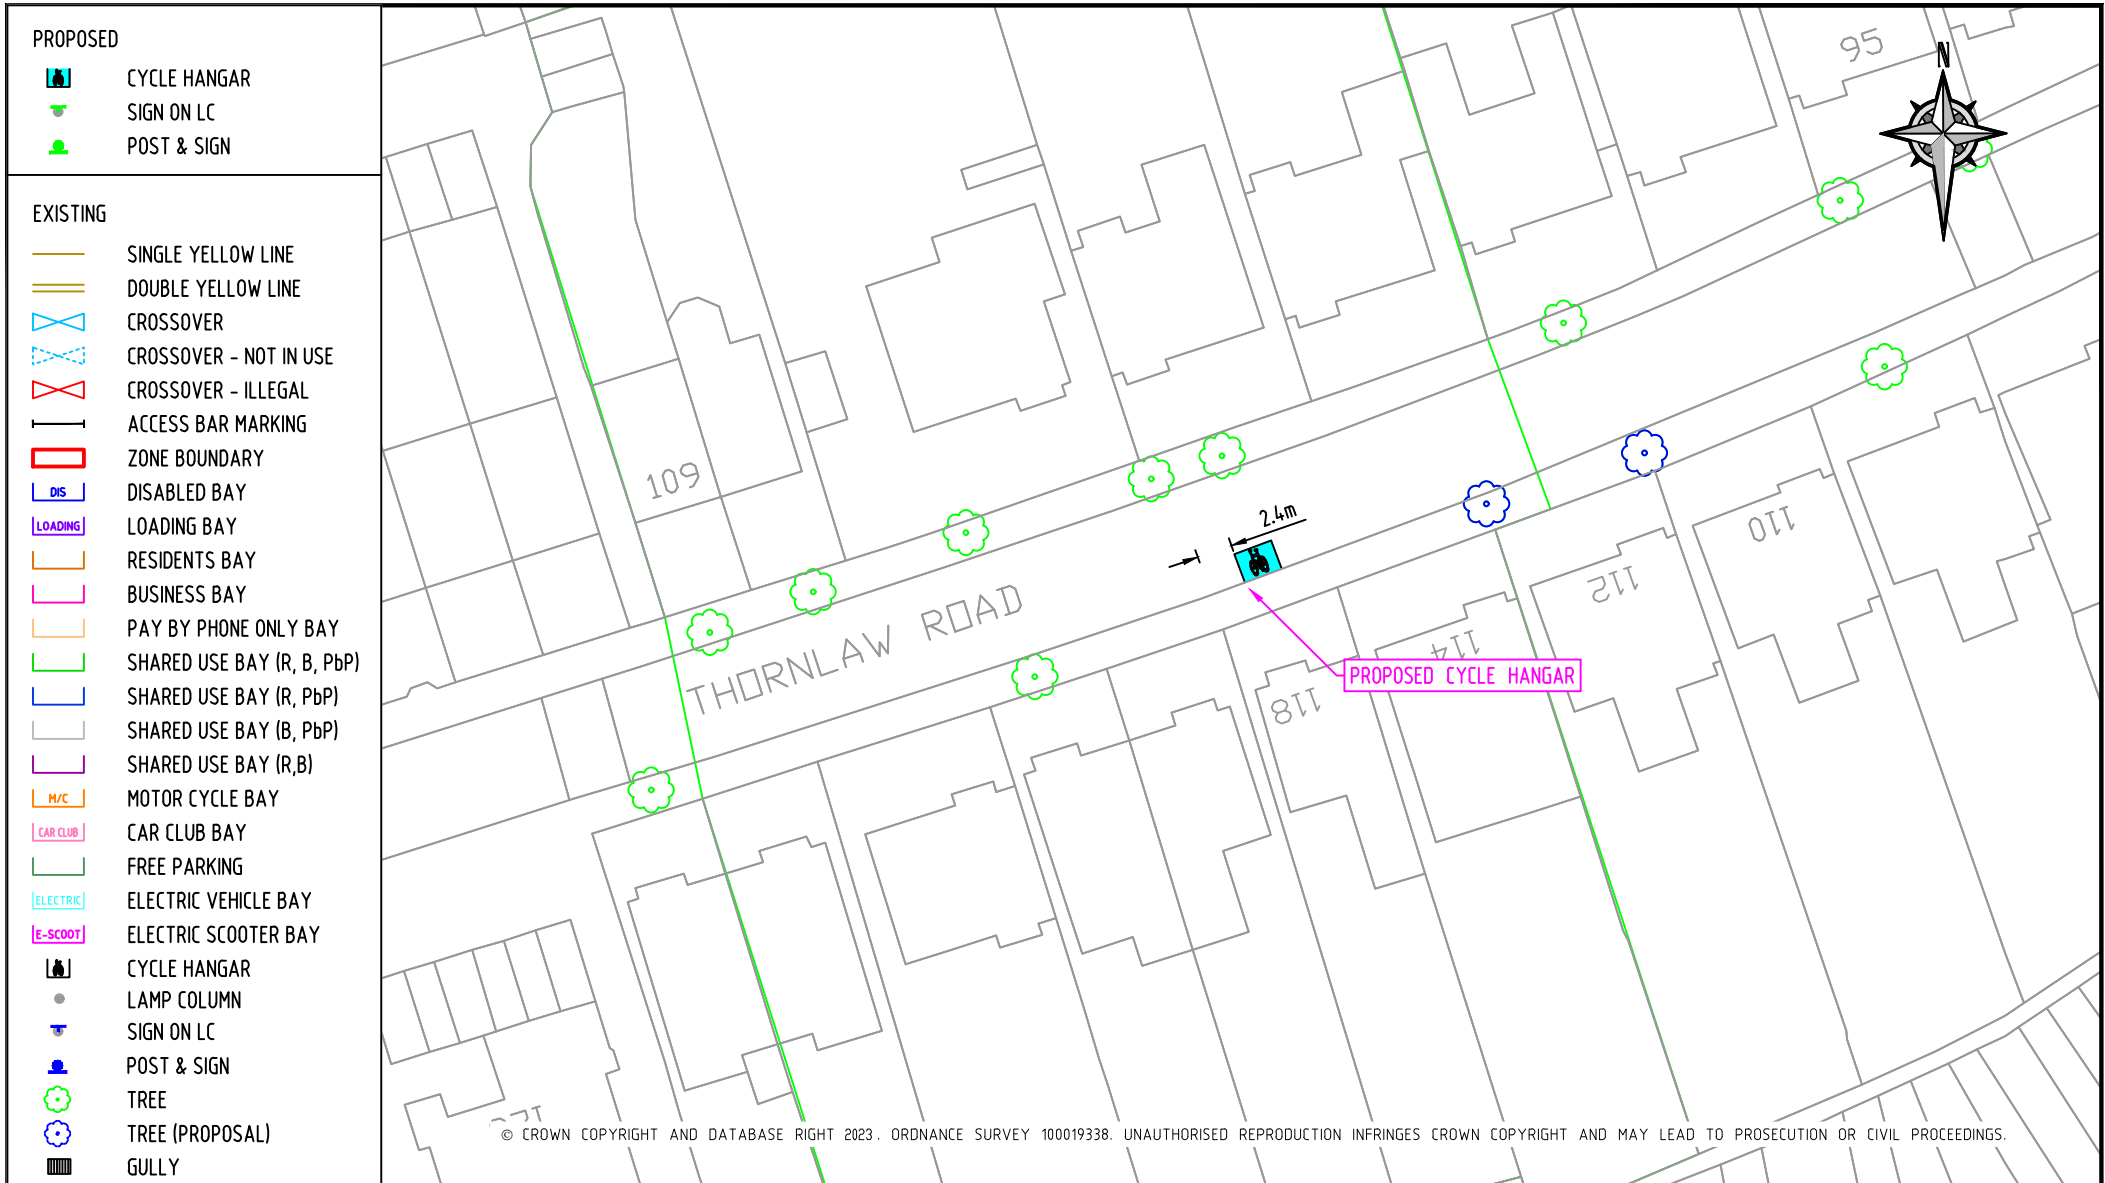 PROPOSED
CYCLE HANGAR
SIGN ON LC
POST & SIGN
EXISTING
SINGLE YELLOW LINE
DOUBLE YELLOW LINE
CROSSOVER
CROSSOVER - NOT IN USE
CROSSOVER - ILLEGAL
ACCESS BAR MARKING
ZONE BOUNDARY
DIS DISABLED BAY
LOADING LOADING BAY
RESIDENTS BAY
BUSINESS BAY
PAY BY PHONE ONLY BAY
SHARED USE BAY (R, B, PbP)
SHARED USE BAY (R, PbP)
SHARED USE BAY (B, PbP)
SHARED USE BAY (R,B)
M/C MOTOR CYCLE BAY
CAR CLUB CAR CLUB BAY
FREE PARKING
ELECTRIC ELECTRIC VEHICLE BAY
E-SCOOT ELECTRIC SCOOTER BAY
CYCLE HANGAR
LAMP COLUMN
SIGN ON LC
POST & SIGN
TREE
TREE (PROPOSAL)
GULLY
95
N
109
2.4m
THORNLAW ROAD
110
112
114
118
PROPOSED CYCLE HANGAR
© CROWN COPYRIGHT AND DATABASE RIGHT 2023. ORDNANCE SURVEY 100019338. UNAUTHORISED REPRODUCTION INFRINGES CROWN COPYRIGHT AND MAY LEAD TO PROSECUTION OR CIVIL PROCEEDINGS.